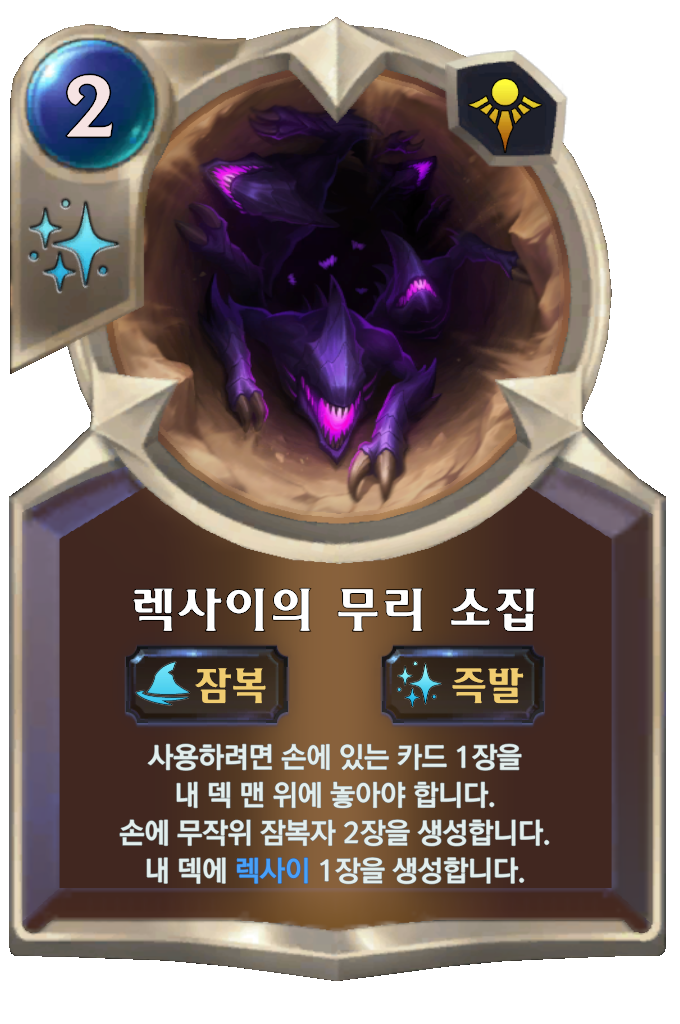 2
렉사이의 무리 소집
잠복 즉발
사용하려면 손에 있는 카드 1장을
내 덱 맨 위에 놓아야 합니다.
손에 무작위 잠복자 2장을 생성합니다.
내 덱에 렉사이 1장을 생성합니다.